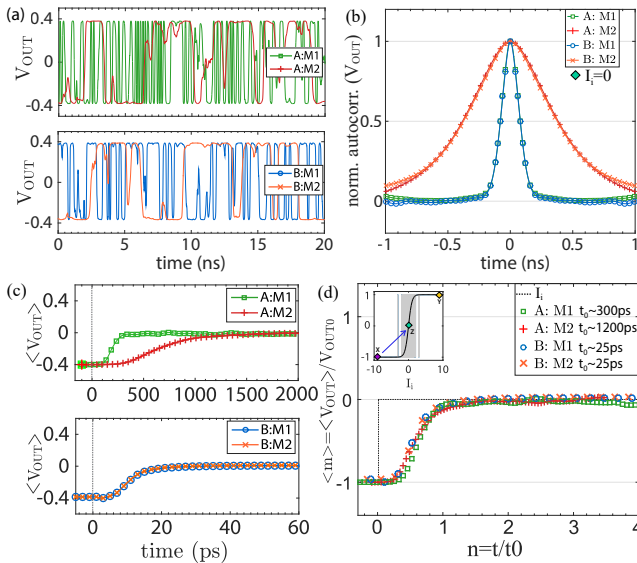 (a)
V_OUT
0.4
0
-0.4
A:M1
A:M2
V_OUT
0.4
0
-0.4
B:M1
B:M2
0 5 10 15 20
time (ns)
(b)
norm. autocorr. (V_OUT)
1
0.5
0
A: M1
A: M2
B: M1
B: M2
I_i=0
-1 -0.5 0 0.5 1
time (ns)
(c)
<V_OUT>
0.4
0
-0.4
A:M1
A:M2
0 500 1000 1500 2000
<V_OUT>
0.4
0
-0.4
B:M1
B:M2
0 20 40 60
time (ps)
(d)
<m>=<V_OUT>/V_OUT0
1
0
-1
1
0
-1
X
Z
Y
-10 0 10
I_i
I_i
A: M1 t_0~300ps
A: M2 t_0~1200ps
B: M1 t_0~25ps
B: M2 t_0~25ps
0 1 2 3 4
n=t/t0